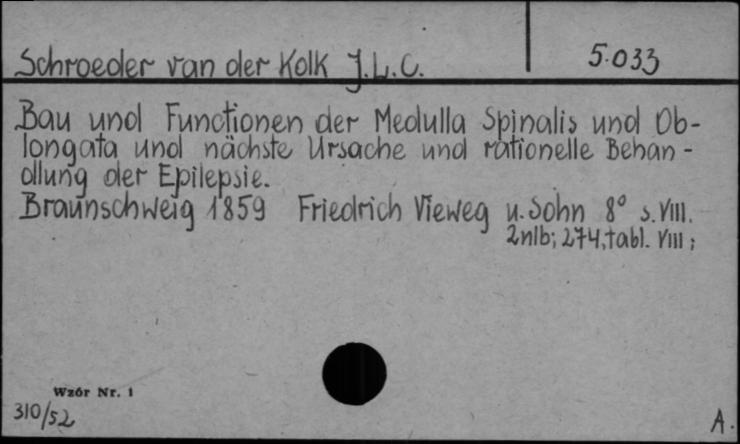 Schroeder van der Kolk J.L.C.
5.033
Bau und Functionen der Medulla Spinalis und Ob-
longata und nächste Ursache und rationelle Behan-
dlung der Epilepsie.
Braunschweig 1859 Friedrich Vieweg u. Sohn 8° s. VIII.
2nlb; 274, tabl. VIII;
Wzór Nr. 1
310/52
A.